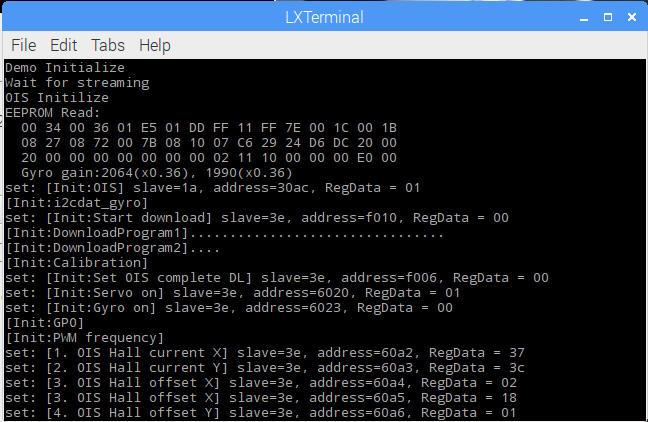 LXTerminal
File Edit Tabs Help
Demo Initialize
Wait for streaming
OIS Initilize
EEPROM Read:
00 34 00 36 01 E5 01 DD FF 11 FF 7E 00 1C 00 1B
08 27 08 72 00 7B 08 10 07 C6 29 24 D6 DC 20 00
20 00 00 00 00 00 00 00 02 11 10 00 00 00 E0 00
Gyro gain:2064(x0.36), 1990(x0.36)
set: [Init:OIS] slave=1a, address=30ac, RegData = 01
[Init:i2cdat_gyro]
set: [Init:Start download] slave=3e, address=f010, RegData = 00
[Init:DownloadProgram1]................................
[Init:DownloadProgram2]....
[Init:Calibration]
set: [Init:Set OIS complete DL] slave=3e, address=f006, RegData = 00
set: [Init:Servo on] slave=3e, address=6020, RegData = 01
set: [Init:Gyro on] slave=3e, address=6023, RegData = 00
[Init:GPO]
[Init:PWM frequency]
set: [1. OIS Hall current X] slave=3e, address=60a2, RegData = 37
set: [2. OIS Hall current Y] slave=3e, address=60a3, RegData = 3c
set: [3. OIS Hall offset X] slave=3e, address=60a4, RegData = 02
set: [3. OIS Hall offset X] slave=3e, address=60a5, RegData = 18
set: [4. OIS Hall offset Y] slave=3e, address=60a6, RegData = 01